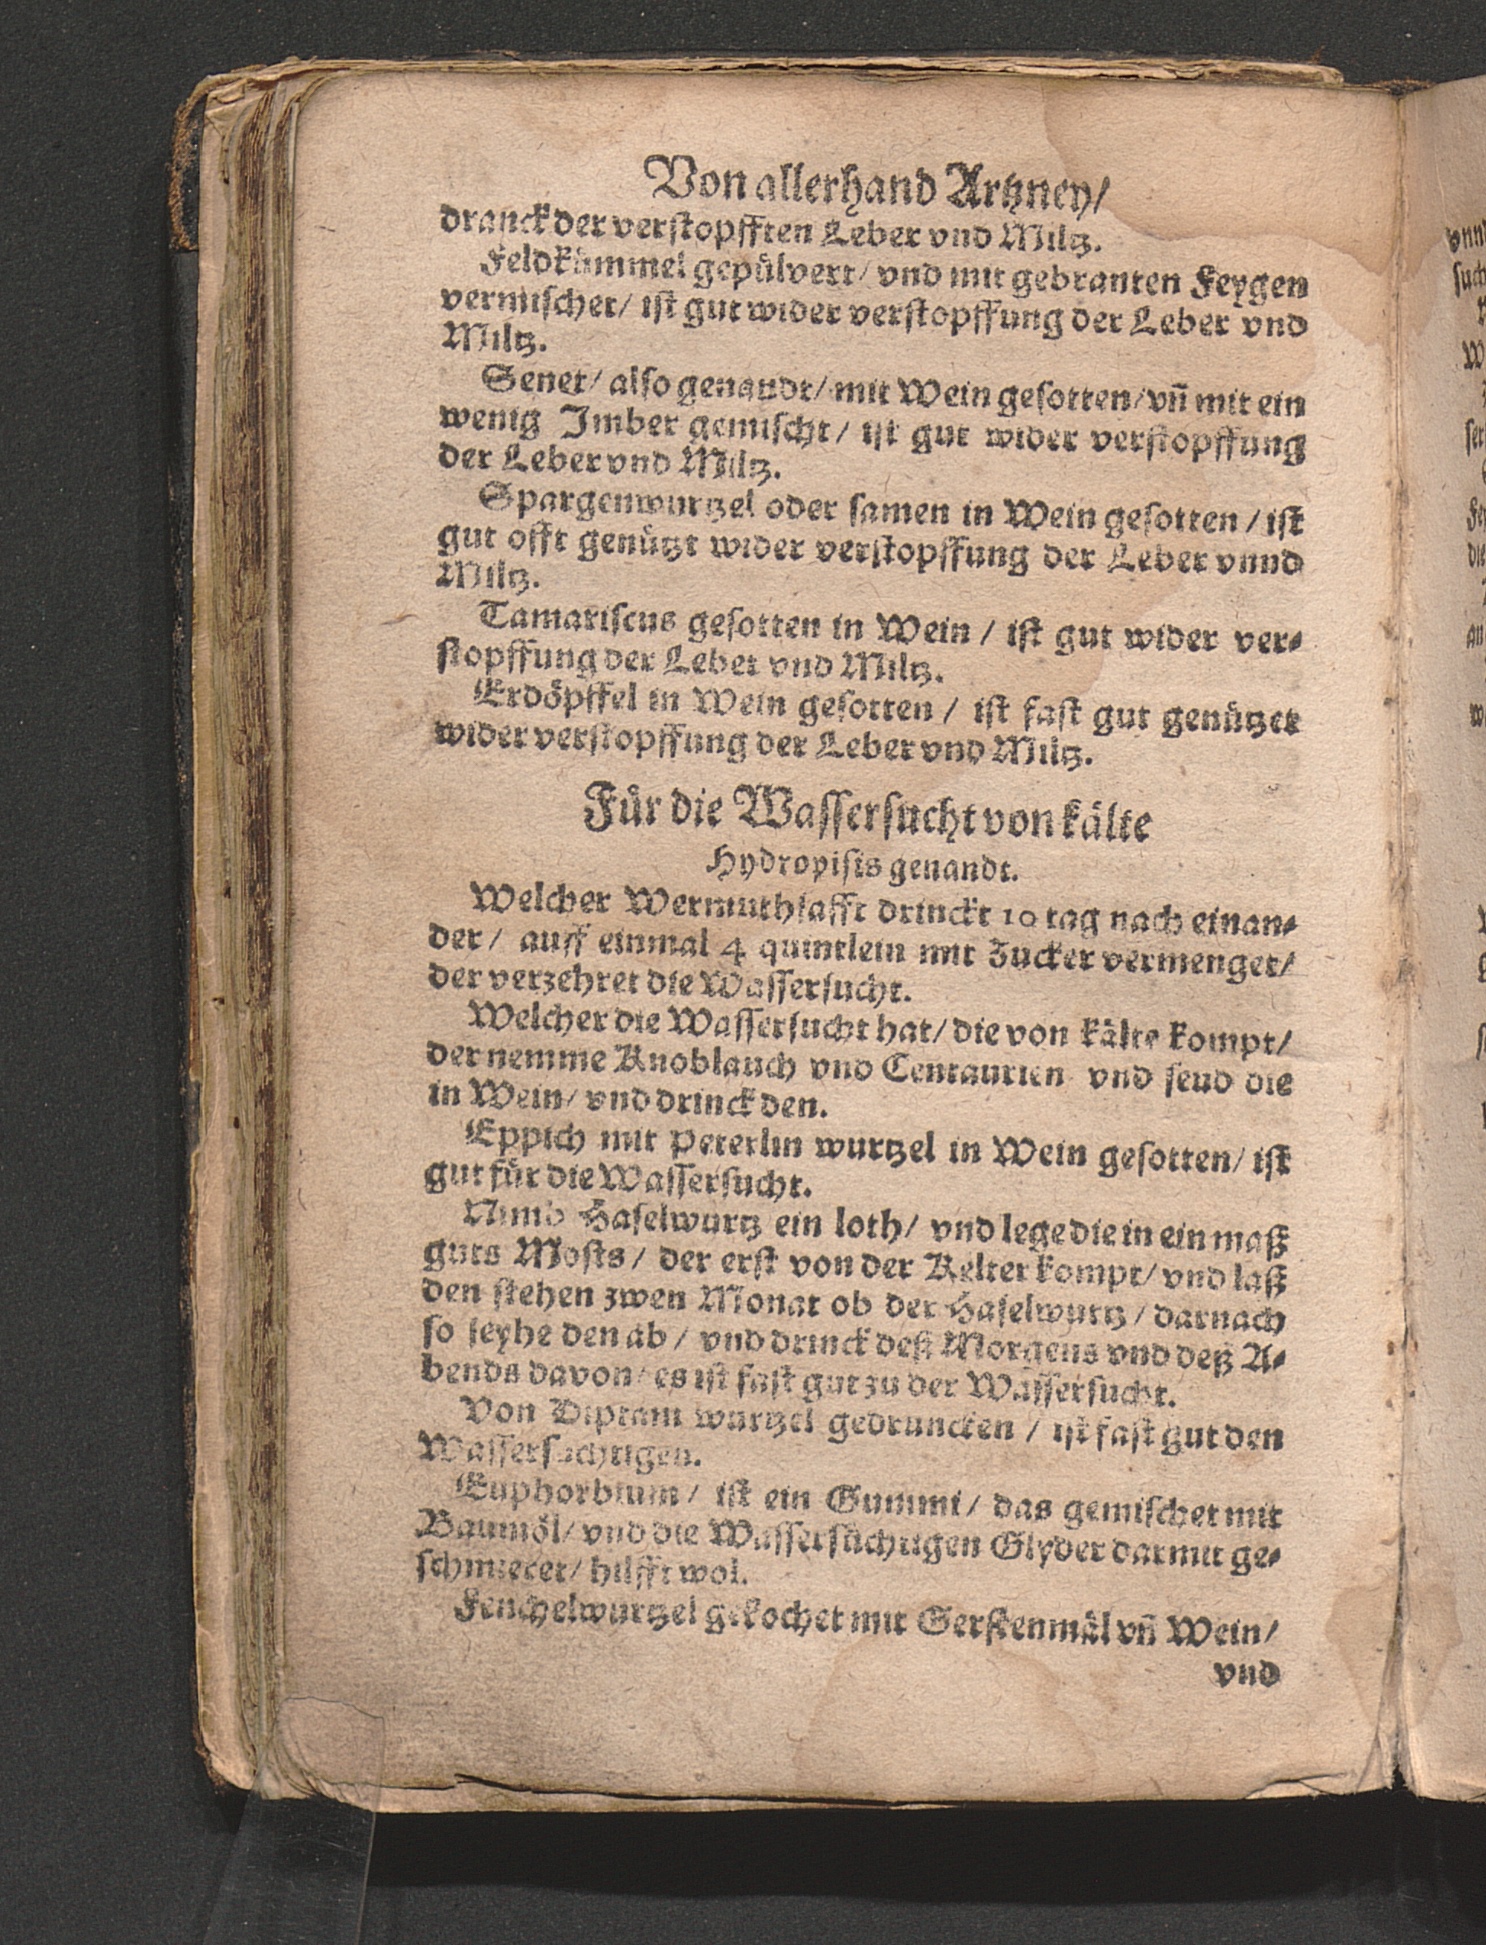 Von allerhand Artzney/
dranck der verstopfften Leber vnd Miltz.
Feldkümmel gepülvert/ vnd mit gebranten Feygen
vermischet/ ist gut wider verstopffung der Leber vnd
Miltz.
Senet/ also genandt/ mit Wein gesotten/ vñ mit ein
wenig Imber gemischt/ ist gut wider verstopffung
der Leber vnd Miltz.
Spargenwurtzel oder samen in Wein gesotten/ ist
gut offt genützt wider verstopffung der Leber vnnd
Miltz.
Tamariscus gesotten in Wein/ ist gut wider ver-
stopffung der Leber vnd Miltz.
Erdöpffel in Wein gesotten/ ist fast gut genützet
wider verstopffung der Leber vnd Miltz.
Für die Wassersucht von kälte
Hydropisis genandt.
Welcher Wermuthsafft drinckt 10 tag nach einan-
der/ auff einmal 4 quintlein mit Zucker vermenget/
der verzehret die Wassersucht.
Welcher die Wassersucht hat/ die von kälte kompt/
der nemme Knoblauch vnd Centaurien vnd seud die
in Wein/ vnd drinck den.
Eppich mit Peterlin wurtzel in Wein gesotten/ ist
gut für die Wassersucht.
Nimb Haselwurtz ein loth/ vnd lege die in ein maß
guts Mosts/ der erst von der Kelter kompt/ vnd laß
den stehen zwen Monat ob der Haselwurtz/ darnach
so seyhe den ab/ vnd drinck deß Morgens vnd deß A-
bends davon/ es ist fast gut zu der Wassersucht.
Von Diptam wurtzel gedruncken/ ist fast gut den
Wassersüchtigen.
Euphorbium/ ist ein Gummi/ das gemischet mit
Baumöl/ vnd die Wassersüchtigen Glyder darmit ge-
schmieret/ hilfft wol.
Fenchelwurtzel gekochet mit Gerstenmäl vñ Wein/
vnd